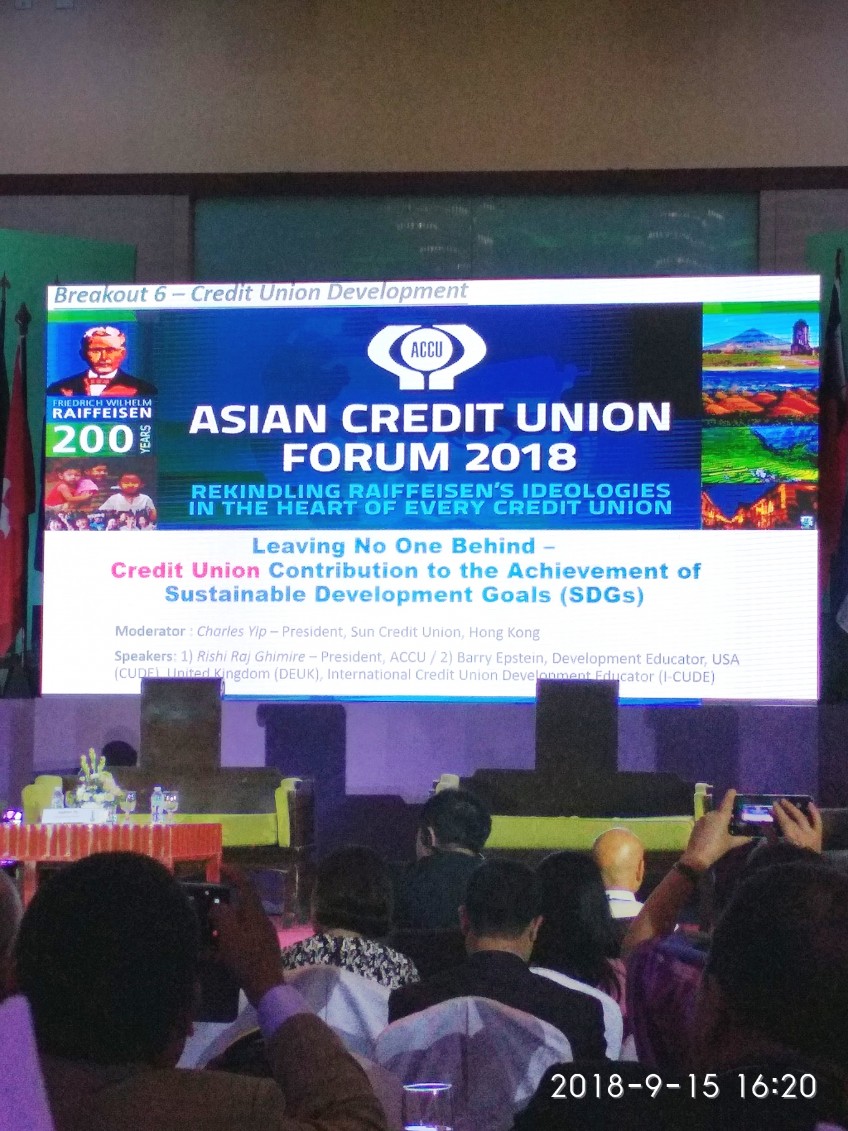 Breakout 6 – Credit Union Development
ACCU
FRIEDRICH WILHELM
RAIFFEISEN
200 YEARS
ASIAN CREDIT UNION
FORUM 2018
REKINDLING RAIFFEISEN'S IDEOLOGIES
IN THE HEART OF EVERY CREDIT UNION
Leaving No One Behind –
Credit Union Contribution to the Achievement of
Sustainable Development Goals (SDGs)
Moderator : Charles Yip – President, Sun Credit Union, Hong Kong
Speakers: 1) Rishi Raj Ghimire – President, ACCU / 2) Barry Epstein, Development Educator, USA
(CUDE), United Kingdom (DEUK), International Credit Union Development Educator (I-CUDE)
2018-9-15 16:20